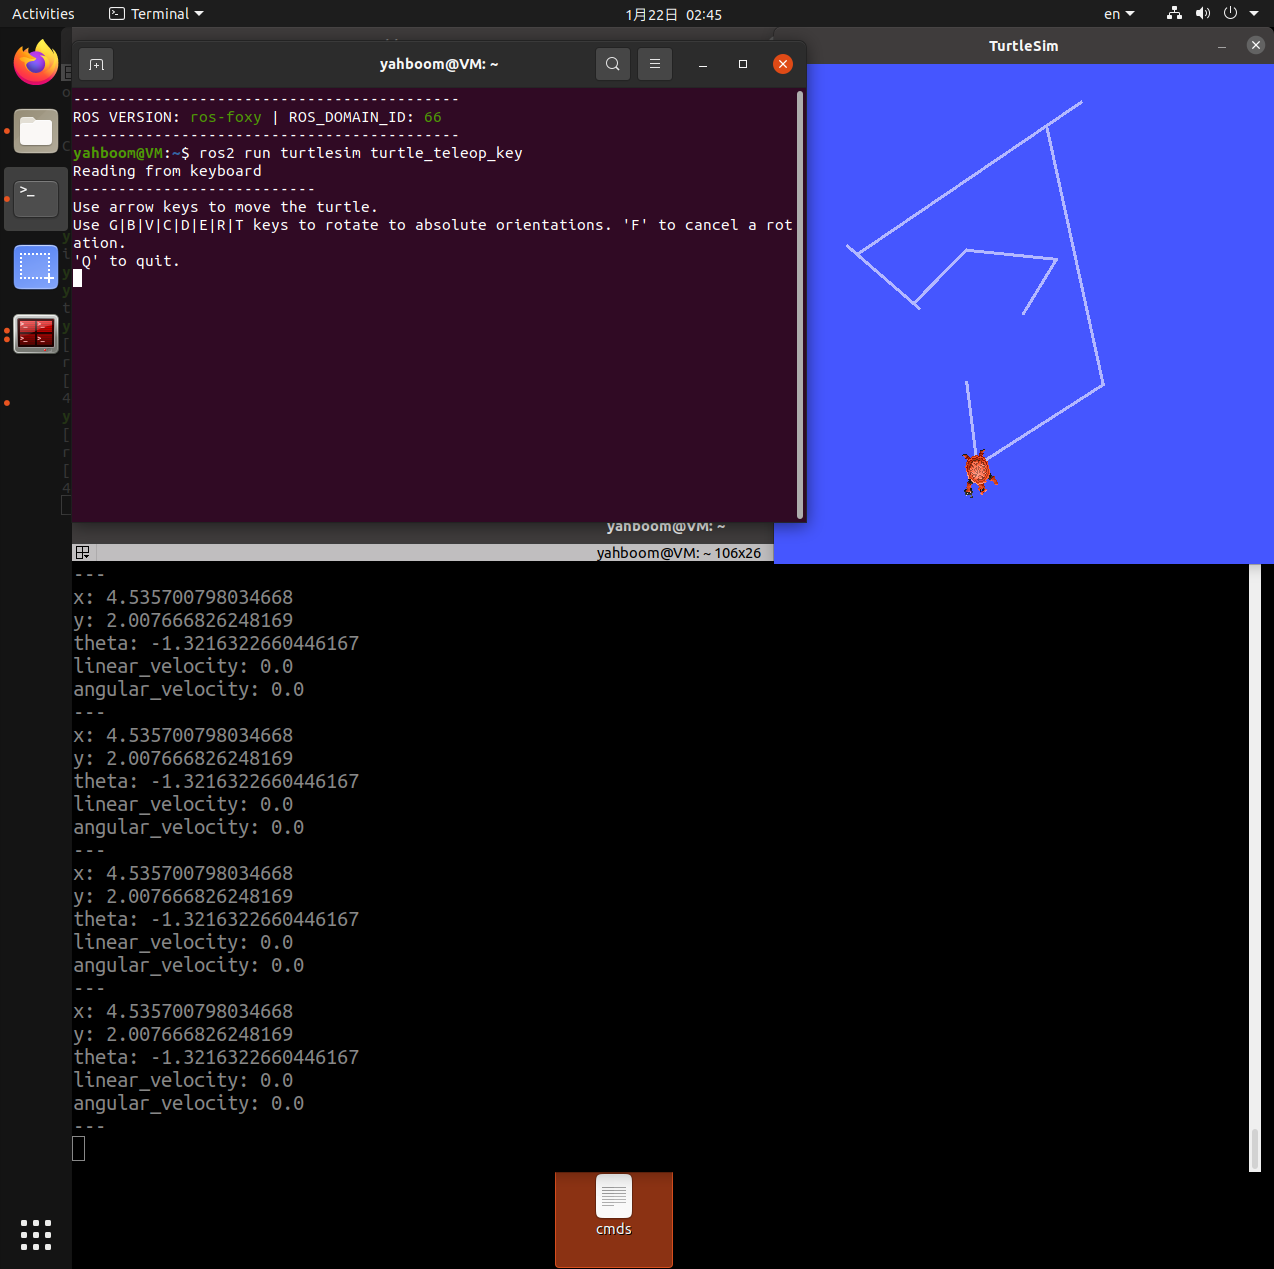 Activities
Terminal
1月22日 02:45
en
yahboom@VM: ~
TurtleSim
------------------------------------------
ROS VERSION: ros-foxy | ROS_DOMAIN_ID: 66
------------------------------------------
yahboom@VM:~$ ros2 run turtlesim turtle_teleop_key
Reading from keyboard
---------------------------
Use arrow keys to move the turtle.
Use G|B|V|C|D|E|R|T keys to rotate to absolute orientations. 'F' to cancel a rot
ation.
'Q' to quit.
yahboom@VM: ~
yahboom@VM: ~ 106x26
---
x: 4.535700798034668
y: 2.007666826248169
theta: -1.3216322660446167
linear_velocity: 0.0
angular_velocity: 0.0
---
x: 4.535700798034668
y: 2.007666826248169
theta: -1.3216322660446167
linear_velocity: 0.0
angular_velocity: 0.0
---
x: 4.535700798034668
y: 2.007666826248169
theta: -1.3216322660446167
linear_velocity: 0.0
angular_velocity: 0.0
---
x: 4.535700798034668
y: 2.007666826248169
theta: -1.3216322660446167
linear_velocity: 0.0
angular_velocity: 0.0
---
cmds